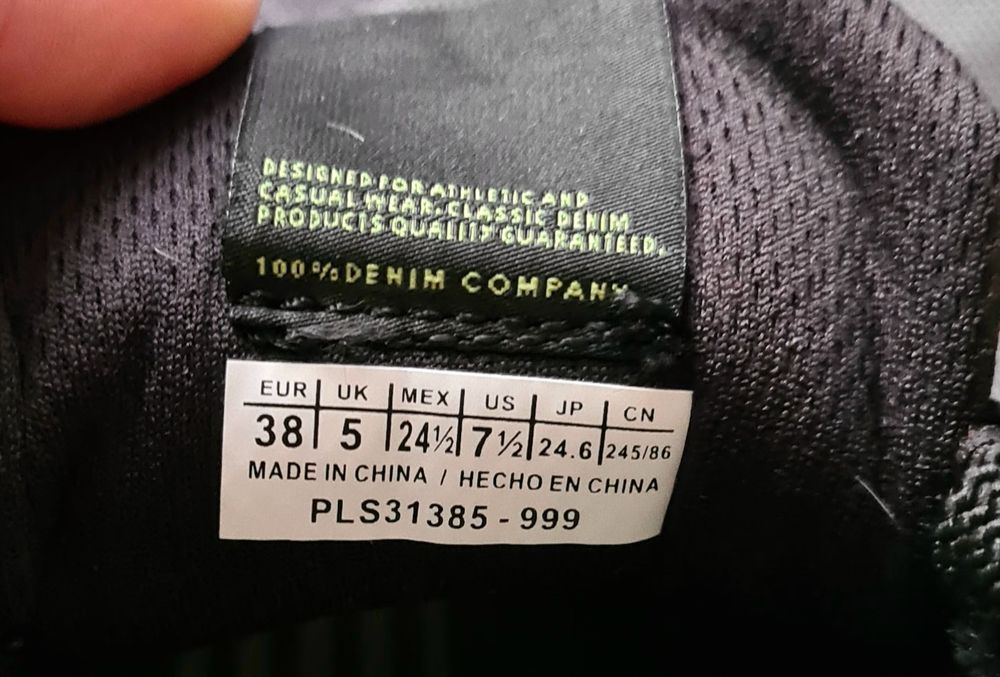 DESIGNED FOR ATHLETIC AND
CASUAL WEAR. CLASSIC DENIM
PRODUCTS QUALITY GUARANTEED.
100% DENIM COMPANY
EUR UK MEX US JP CN
38 5 24½ 7½ 24.6 245/86
MADE IN CHINA / HECHO EN CHINA
PLS31385 - 999